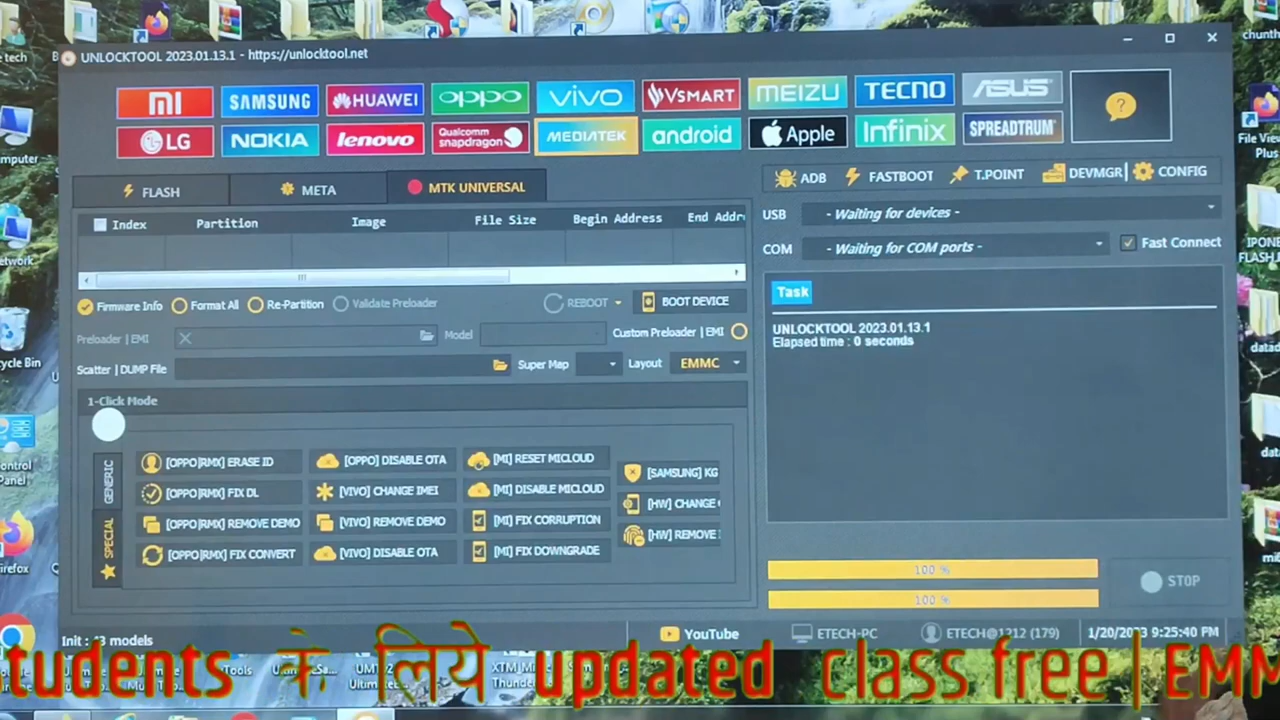 UNLOCKTOOL 2023.01.13.1 - https://unlocktool.net
MI SAMSUNG HUAWEI oppo vivo VSMART MEIZU TECNO ASUS
LG NOKIA lenovo Qualcomm snapdragon MEDIATEK android Apple Infinix SPREADTRUM
FLASH META MTK UNIVERSAL
ADB FASTBOOT T.POINT DEVMGR CONFIG
Index Partition Image File Size Begin Address End Addr
USB - Waiting for devices -
COM - Waiting for COM ports - Fast Connect
Firmware Info Format All Re-Partition Validate Preloader REBOOT BOOT DEVICE
Preloader | EMI Model Custom Preloader | EMI
Scatter | DUMP File Super Map Layout EMMC
Task
UNLOCKTOOL 2023.01.13.1
Elapsed time : 0 seconds
1-Click Mode
GENERIC
SPECIAL
[OPPO|RMX] ERASE ID [OPPO] DISABLE OTA [MI] RESET MICLOUD [SAMSUNG] KG
[OPPO|RMX] FIX DL [VIVO] CHANGE IMEI [MI] DISABLE MICLOUD [HW] CHANGE
[OPPO|RMX] REMOVE DEMO [VIVO] REMOVE DEMO [MI] FIX CORRUPTION [HW] REMOVE
[OPPO|RMX] FIX CONVERT [VIVO] DISABLE OTA [MI] FIX DOWNGRADE
100 %
100 %
STOP
models YouTube ETECH-PC ETECH@1212 (179) 1/20/2023 9:25:40 PM
tudents के लिये updated class free | EMM